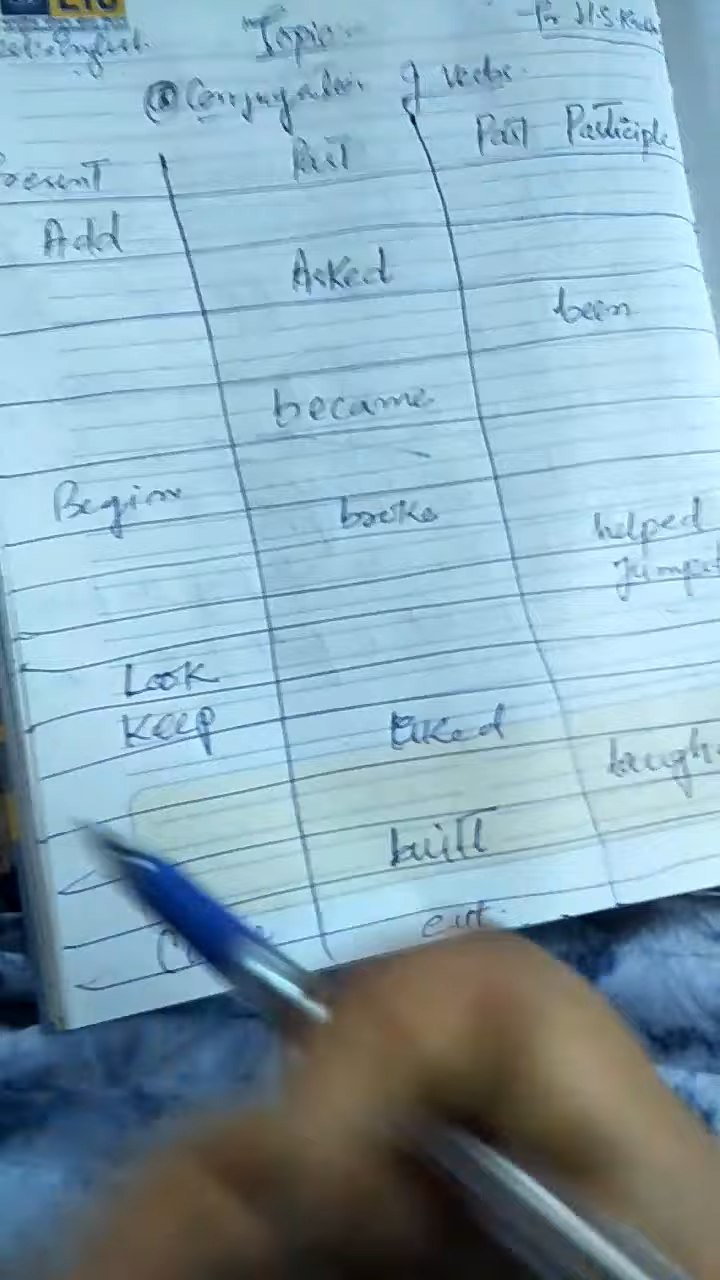 Topic
Conjugation of verbs
Present Past Past Participle
Add
Asked
been
became
Begin
broke
helped
Look
Keep
liked
built